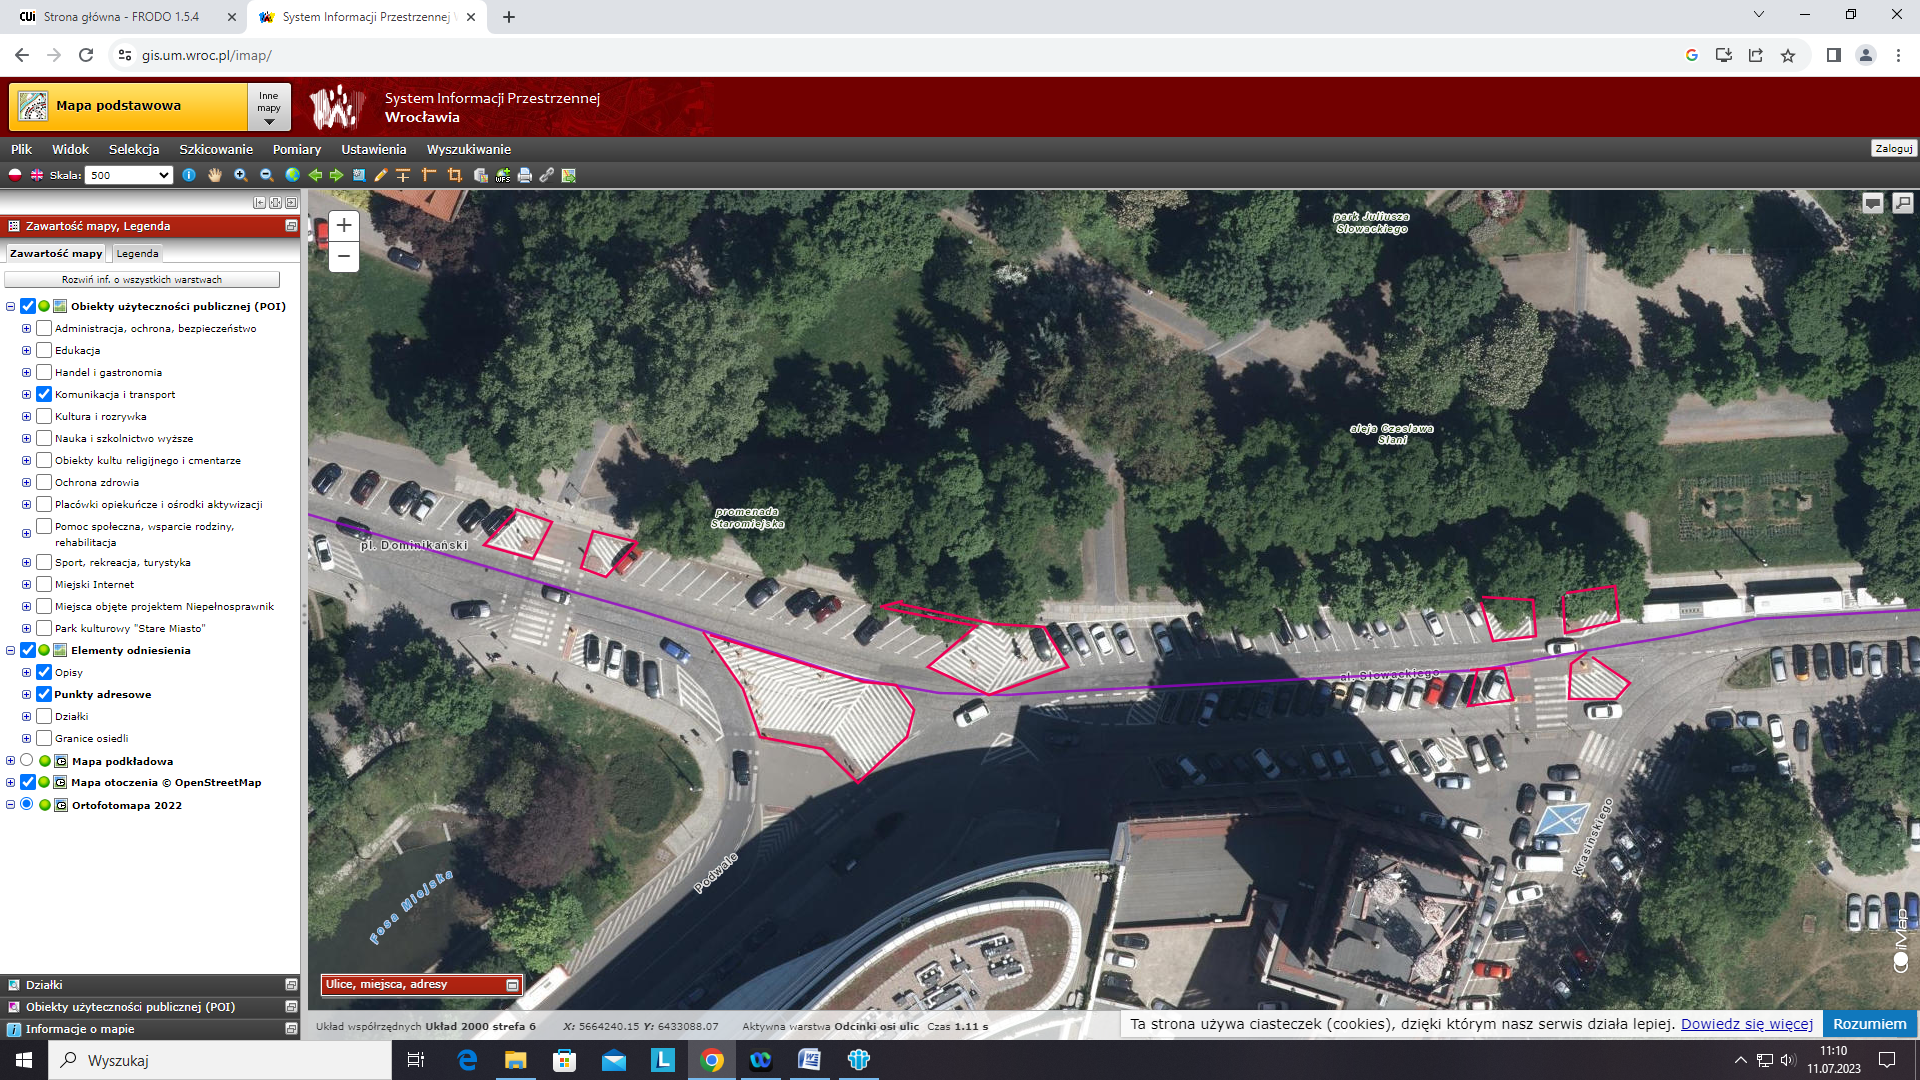 Strona główna - FRODO 1.5.4
System Informacji Przestrzennej
gis.um.wroc.pl/imap/
Mapa podstawowa
Inne
mapy
System Informacji Przestrzennej
Wrocławia
Plik Widok Selekcja Szkicowanie Pomiary Ustawienia Wyszukiwanie
Zaloguj
Skala: 500
WFS
Zawartość mapy, Legenda
Zawartość mapy Legenda
Rozwiń inf. o wszystkich warstwach
Obiekty użyteczności publicznej (POI)
Administracja, ochrona, bezpieczeństwo
Edukacja
Handel i gastronomia
Komunikacja i transport
Kultura i rozrywka
Nauka i szkolnictwo wyższe
Obiekty kultu religijnego i cmentarze
Ochrona zdrowia
Placówki opiekuńcze i ośrodki aktywizacji
Pomoc społeczna, wsparcie rodziny,
rehabilitacja
Sport, rekreacja, turystyka
Miejski Internet
Miejsca objęte projektem Niepełnosprawnik
Park kulturowy "Stare Miasto"
Elementy odniesienia
Opisy
Punkty adresowe
Działki
Granice osiedli
Mapa podkładowa
Mapa otoczenia © OpenStreetMap
Ortofotomapa 2022
Działki
Obiekty użyteczności publicznej (POI)
Informacje o mapie
park Juliusza
Słowackiego
aleja Czesława
Słani
promenada
Staromiejska
pl. Dominikański
al. Słowackiego
Podwale
Krasińskiego
Fosa Miejska
iMap
Ulice, miejsca, adresy
Układ współrzędnych Układ 2000 strefa 6 X: 5664240.15 Y: 6433088.07 Aktywna warstwa Odcinki osi ulic Czas 1.11 s
Ta strona używa ciasteczek (cookies), dzięki którym nasz serwis działa lepiej. Dowiedz się więcej Rozumiem
Wyszukaj
11:10
11.07.2023